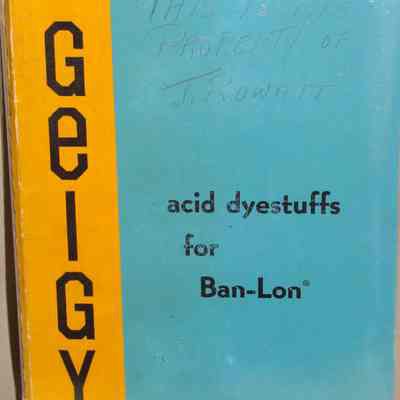 GeIGY
THIS IS THE
PROPERTY OF
acid dyestuffs
for
Ban-Lon®